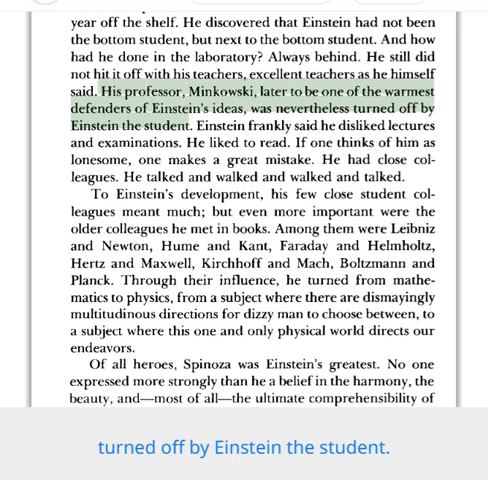 year off the shelf. He discovered that Einstein had not been
the bottom student, but next to the bottom student. And how
had he done in the laboratory? Always behind. He still did
not hit it off with his teachers, excellent teachers as he himself
said. His professor, Minkowski, later to be one of the warmest
defenders of Einstein's ideas, was nevertheless turned off by
Einstein the student. Einstein frankly said he disliked lectures
and examinations. He liked to read. If one thinks of him as
lonesome, one makes a great mistake. He had close col-
leagues. He talked and walked and walked and talked.
To Einstein's development, his few close student col-
leagues meant much; but even more important were the
older colleagues he met in books. Among them were Leibniz
and Newton, Hume and Kant, Faraday and Helmholtz,
Hertz and Maxwell, Kirchhoff and Mach, Boltzmann and
Planck. Through their influence, he turned from mathe-
matics to physics, from a subject where there are dismayingly
multitudinous directions for dizzy man to choose between, to
a subject where this one and only physical world directs our
endeavors.
Of all heroes, Spinoza was Einstein's greatest. No one
expressed more strongly than he a belief in the harmony, the
beauty, and—most of all—the ultimate comprehensibility of
turned off by Einstein the student.